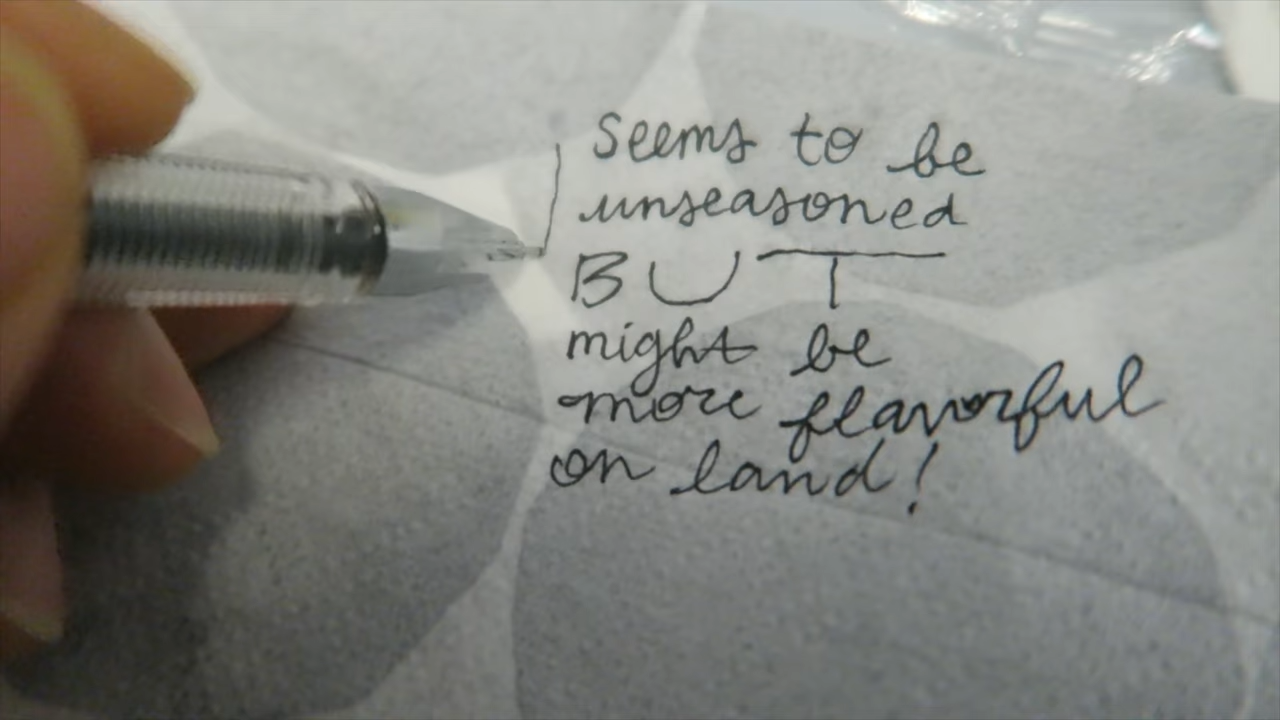 Seems to be
unseasoned
BUT
might be
more flavorful
on land!